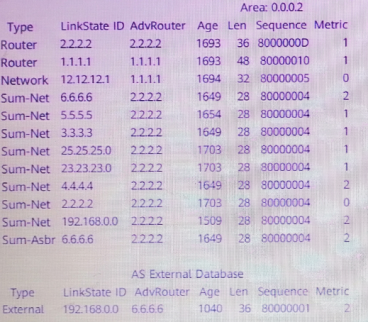 Area: 0.0.0.2
Type LinkState ID AdvRouter Age Len Sequence Metric
Router 2.2.2.2 2.2.2.2 1693 36 8000000D 1
Router 1.1.1.1 1.1.1.1 1693 48 80000010 1
Network 12.12.12.1 1.1.1.1 1694 32 80000005 0
Sum-Net 6.6.6.6 2.2.2.2 1649 28 80000004 2
Sum-Net 5.5.5.5 2.2.2.2 1654 28 80000004 1
Sum-Net 3.3.3.3 2.2.2.2 1649 28 80000004 1
Sum-Net 25.25.25.0 2.2.2.2 1703 28 80000004 1
Sum-Net 23.23.23.0 2.2.2.2 1703 28 80000004 1
Sum-Net 4.4.4.4 2.2.2.2 1649 28 80000004 2
Sum-Net 2.2.2.2 2.2.2.2 1703 28 80000004 0
Sum-Net 192.168.0.0 2.2.2.2 1509 28 80000004 2
Sum-Asbr 6.6.6.6 2.2.2.2 1649 28 80000004 2
AS External Database
Type LinkState ID AdvRouter Age Len Sequence Metric
External 192.168.0.0 6.6.6.6 1040 36 80000001 2